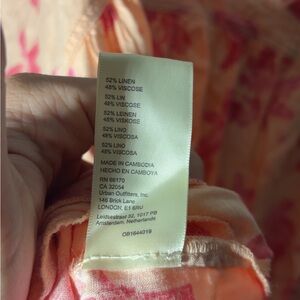 52% LINEN
48% VISCOSE
52% LIN
48% VISCOSE
52% LEINEN
48% VISKOSE
52% LINO
48% VISCOSA
52% LINO
48% VISCOSA
MADE IN CAMBODIA
HECHO EN CAMBOYA
RN 66170
CA 32054
Urban Outfitters, Inc.
146 Brick Lane
LONDON, E1 6RU
Leidsestraat 32, 1017 PB
Amsterdam, Netherlands
OB1644019